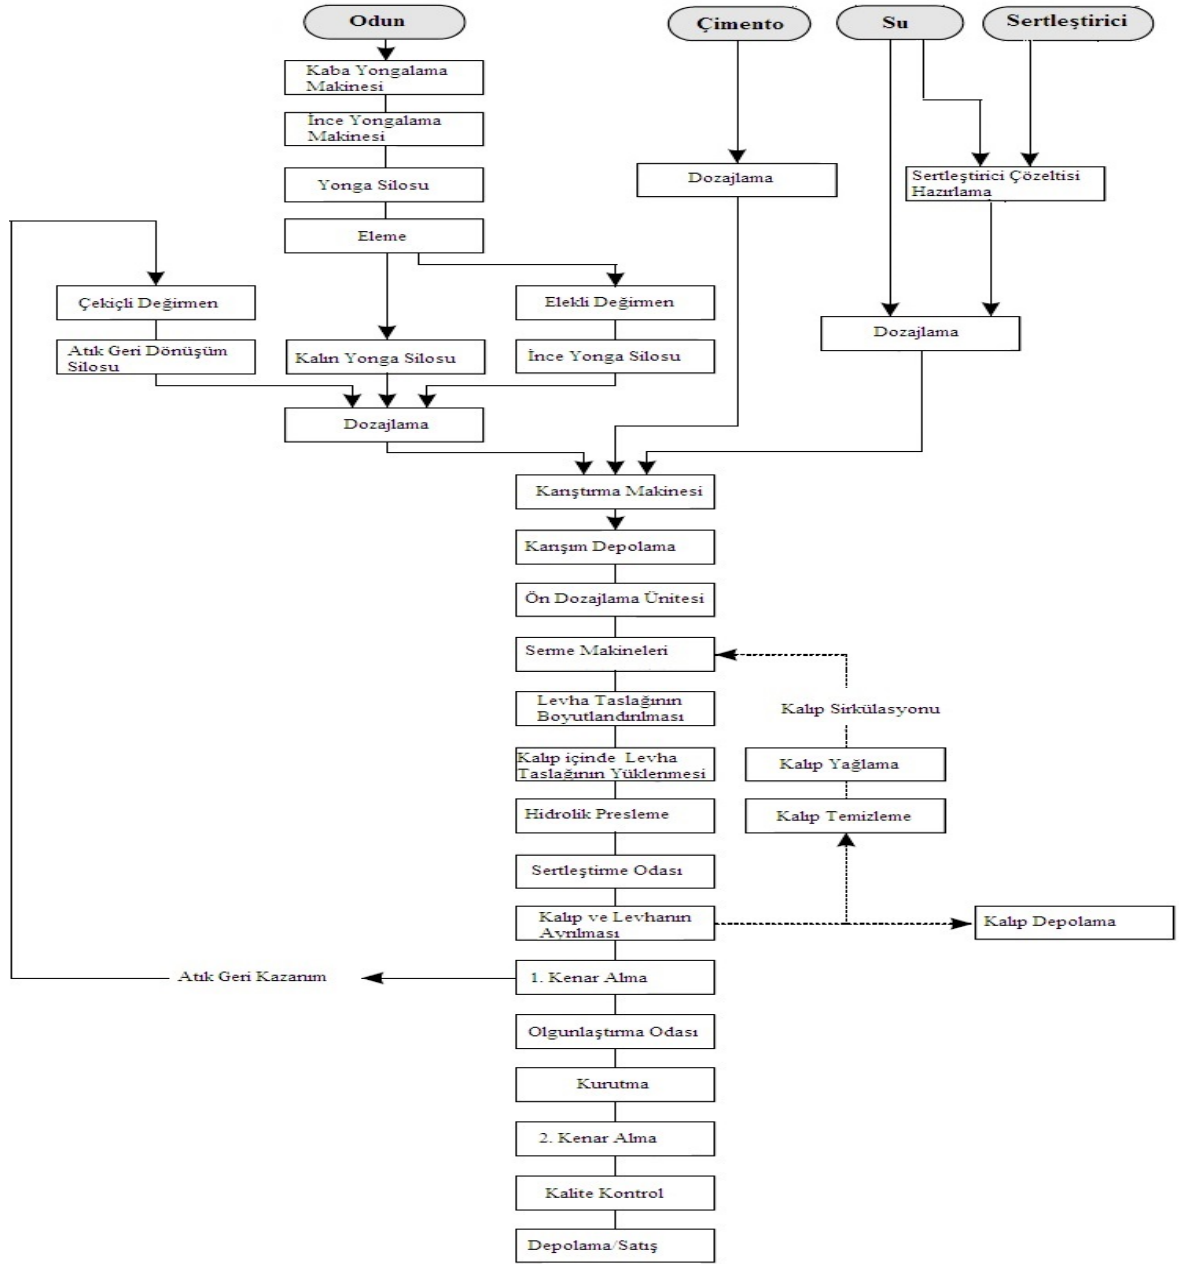 Odun
Çimento
Su
Sertleştirici
Kaba Yongalama
Makinesi
İnce Yongalama
Makinesi
Yonga Silosu
Eleme
Dozajlama
Sertleştirici Çözeltisi
Hazırlama
Çekiçli Değirmen
Elekli Değirmen
Dozajlama
Atık Geri Dönüşüm
Silosu
Kalın Yonga Silosu
İnce Yonga Silosu
Dozajlama
Karıştırma Makinesi
Karışım Depolama
Ön Dozajlama Ünitesi
Serme Makineleri
Levha Taslağının
Boyutlandırılması
Kalıp Sirkülasyonu
Kalıp içinde Levha
Taslağının Yüklenmesi
Kalıp Yağlama
Hidrolik Presleme
Kalıp Temizleme
Sertleştirme Odası
Kalıp ve Levhanın
Ayrılması
Kalıp Depolama
Atık Geri Kazanım
1. Kenar Alma
Olgunlaştırma Odası
Kurutma
2. Kenar Alma
Kalite Kontrol
Depolama/Satış